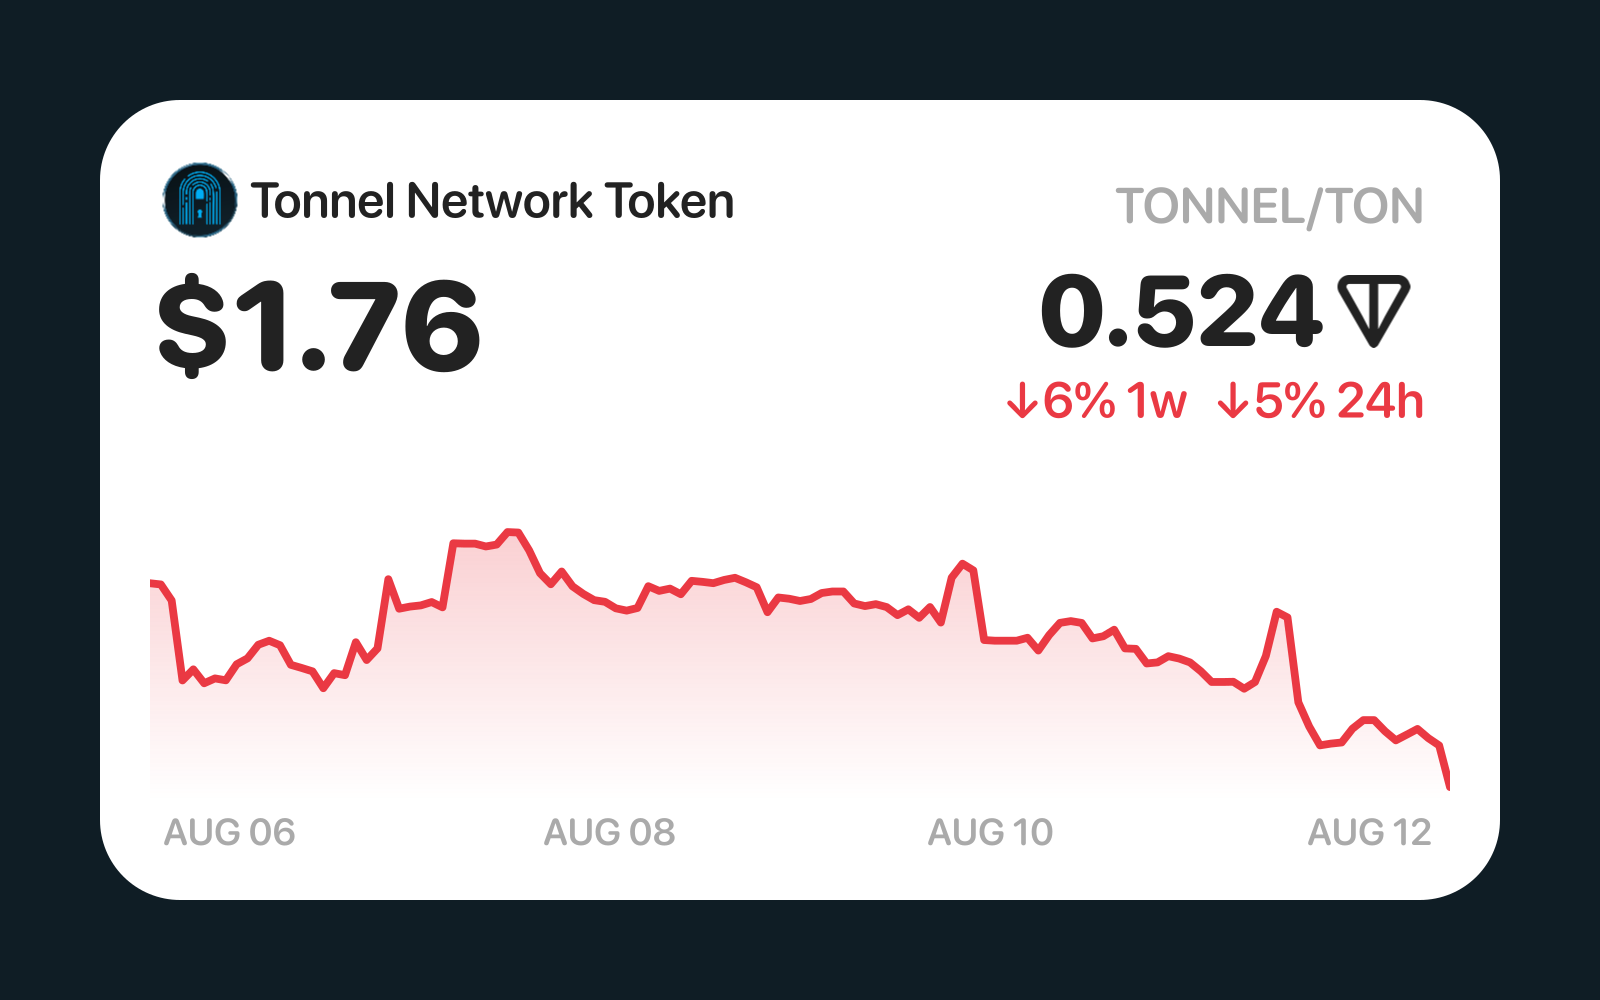 Tonnel Network Token
TONNEL/TON
$1.76
0.524
↓6% 1w ↓5% 24h
AUG 06 AUG 08 AUG 10 AUG 12